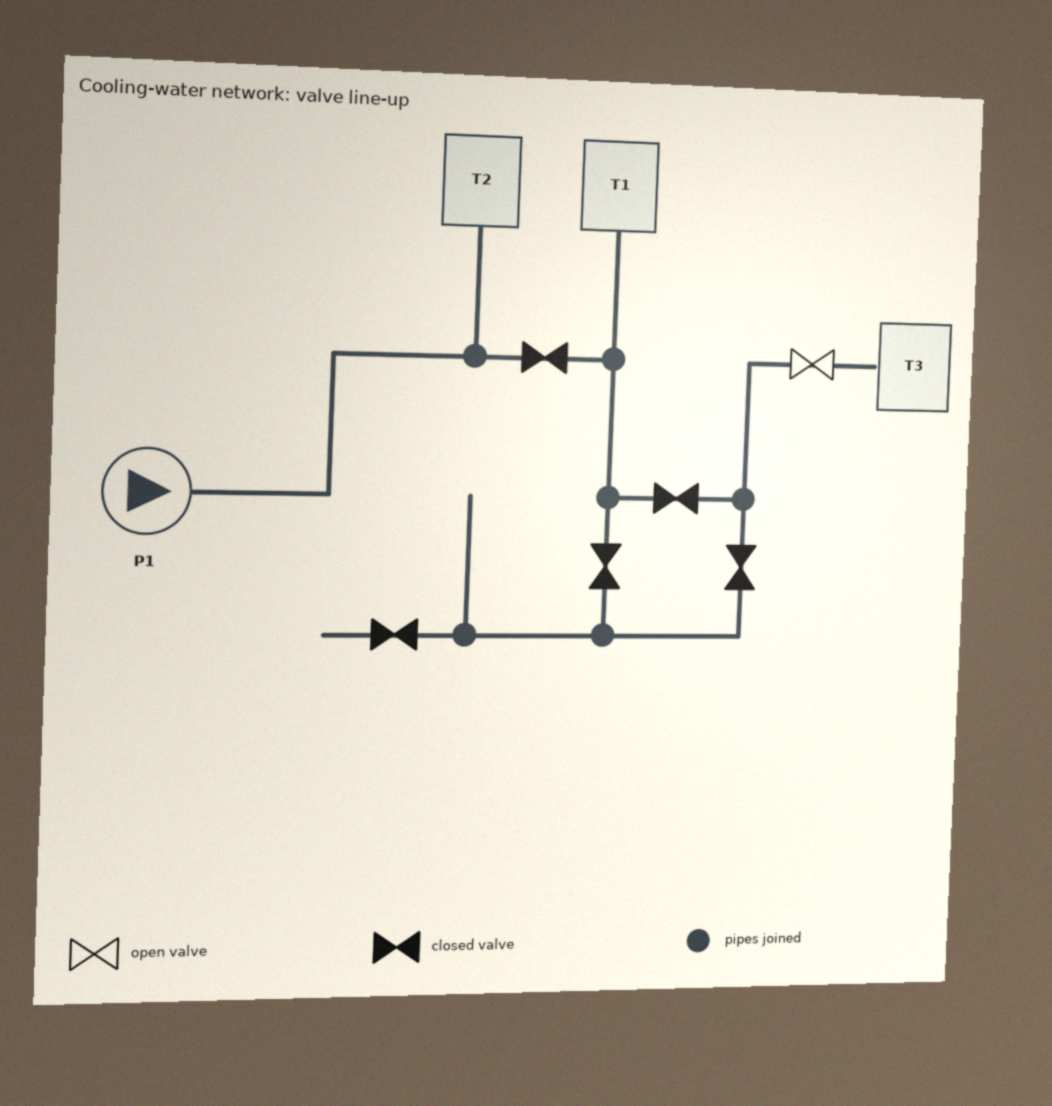 Cooling-water network: valve line-up
T2
T1
T3
P1
open valve
closed valve
pipes joined